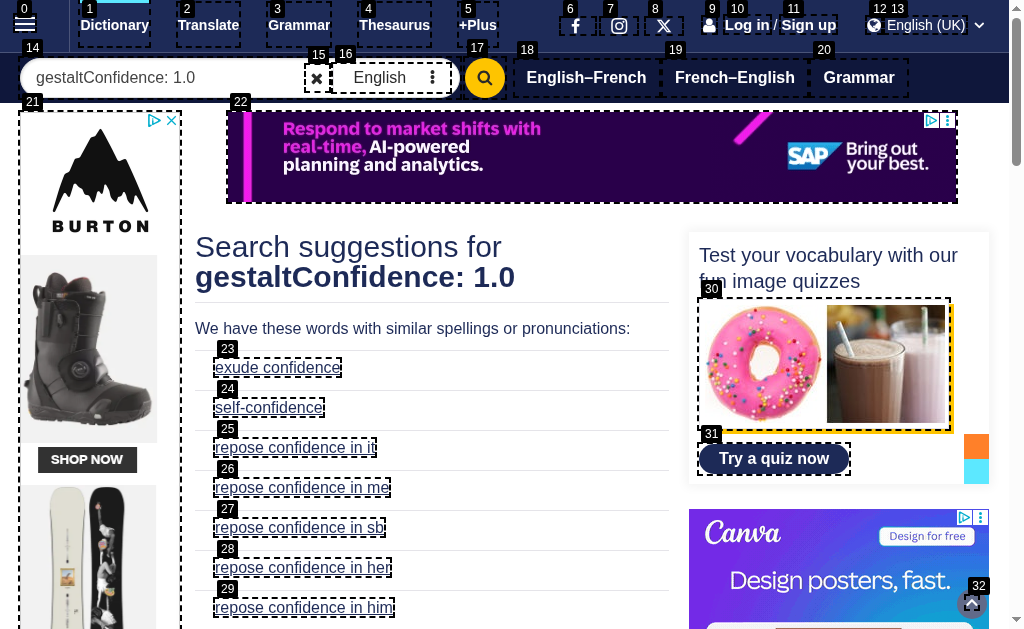 0 1 2 3 4 5 6 7 8 9 10 11 12 13
Dictionary Translate Grammar Thesaurus +Plus Log in / Sign up English (UK)
14 15 16 17 18 19 20
gestaltConfidence: 1.0 English English–French French–English Grammar
21 22
Respond to market shifts with
real-time, AI-powered
planning and analytics.
SAP Bring out
your best.
BURTON
SHOP NOW
Search suggestions for
gestaltConfidence: 1.0
We have these words with similar spellings or pronunciations:
23
exude confidence
24
self-confidence
25
repose confidence in it
26
repose confidence in me
27
repose confidence in sb
28
repose confidence in her
29
repose confidence in him
Test your vocabulary with our
fun image quizzes
30
31
Try a quiz now
Canva Design for free
Design posters, fast.
32